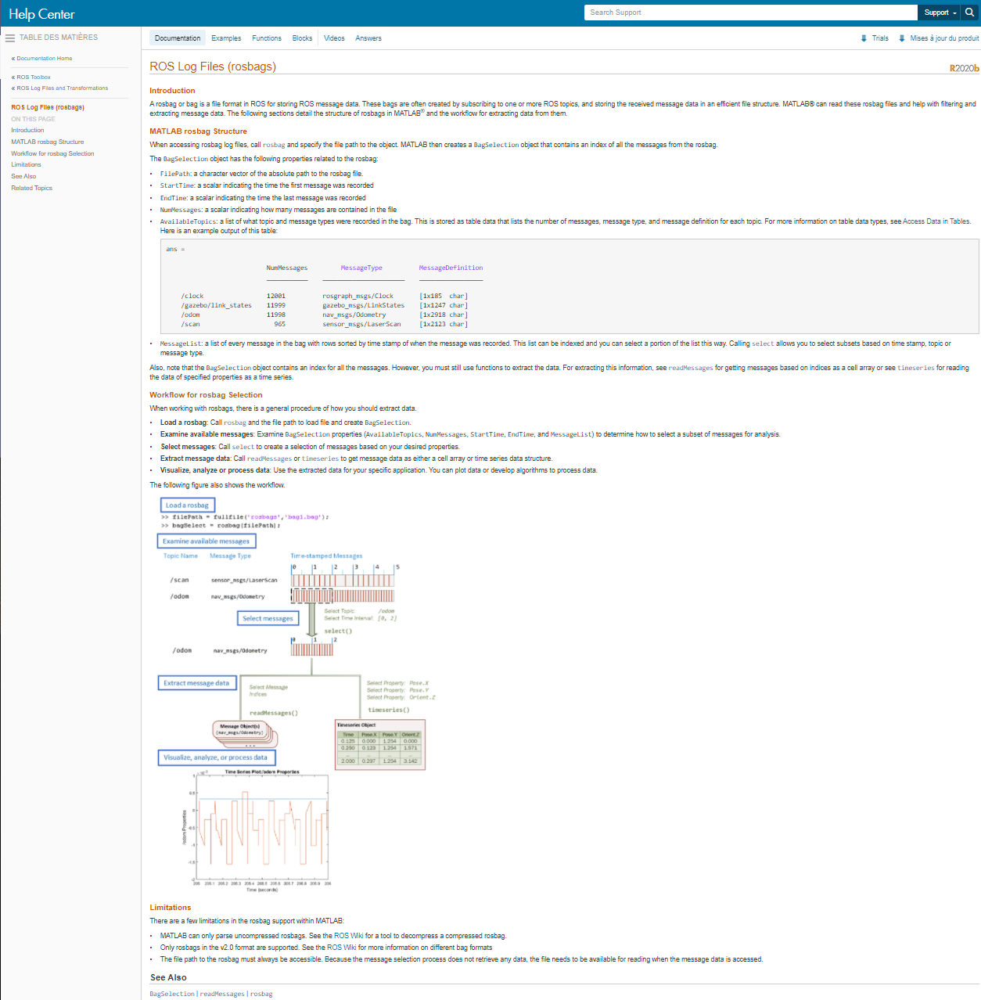 Help Center
Search Support
Support
TABLE DES MATIÈRES
« Documentation Home
« ROS Toolbox
« ROS Log Files and Transformations
ROS Log Files (rosbags)
ON THIS PAGE
Introduction
MATLAB rosbag Structure
Workflow for rosbag Selection
Limitations
See Also
Related Topics
Documentation Examples Functions Blocks Videos Answers
Trials Mises à jour du produit
ROS Log Files (rosbags)
R2020b
Introduction
A rosbag or bag is a file format in ROS for storing ROS message data. These bags are often created by subscribing to one or more ROS topics, and storing the received message data in an efficient file structure. MATLAB® can read these rosbag files and help with filtering and
extracting message data. The following sections detail the structure of rosbags in MATLAB® and the workflow for extracting data from them.
MATLAB rosbag Structure
When accessing rosbag log files, call rosbag and specify the file path to the object. MATLAB then creates a BagSelection object that contains an index of all the messages from the rosbag.
The BagSelection object has the following properties related to the rosbag:
• FilePath: a character vector of the absolute path to the rosbag file.
• StartTime: a scalar indicating the time the first message was recorded
• EndTime: a scalar indicating the time the last message was recorded
• NumMessages: a scalar indicating how many messages are contained in the file
• AvailableTopics: a list of what topic and message types were recorded in the bag. This is stored as table data that lists the number of messages, message type, and message definition for each topic. For more information on table data types, see Access Data in Tables.
Here is an example output of this table:
ans =
NumMessages MessageType MessageDefinition
/clock 12001 rosgraph_msgs/Clock [1x185 char]
/gazebo/link_states 11999 gazebo_msgs/LinkStates [1x1247 char]
/odom 11998 nav_msgs/Odometry [1x2918 char]
/scan 965 sensor_msgs/LaserScan [1x2123 char]
• MessageList: a list of every message in the bag with rows sorted by time stamp of when the message was recorded. This list can be indexed and you can select a portion of the list this way. Calling select allows you to select subsets based on time stamp, topic or
message type.
Also, note that the BagSelection object contains an index for all the messages. However, you must still use functions to extract the data. For extracting this information, see readMessages for getting messages based on indices as a cell array or see timeseries for reading
the data of specified properties as a time series.
Workflow for rosbag Selection
When working with rosbags, there is a general procedure of how you should extract data.
• Load a rosbag: Call rosbag and the file path to load file and create BagSelection.
• Examine available messages: Examine BagSelection properties (AvailableTopics, NumMessages, StartTime, EndTime, and MessageList) to determine how to select a subset of messages for analysis.
• Select messages: Call select to create a selection of messages based on your desired properties.
• Extract message data: Call readMessages or timeseries to get message data as either a cell array or time series data structure.
• Visualize, analyze or process data: Use the extracted data for your specific application. You can plot data or develop algorithms to process data.
The following figure also shows the workflow.
Load a rosbag
>> filePath = fullfile('rosbags','bag1.bag');
>> bagSelect = rosbag(filePath);
Examine available messages
Topic Name Message Type Time-stamped Messages
0 1 2 3 4 5
/scan sensor_msgs/LaserScan
/odom nav_msgs/Odometry
Select Topic: /odom
Select messages Select Time Interval: [0, 2]
select()
0 1 2
/odom nav_msgs/Odometry
Extract message data
Select Message
Indices
readMessages()
Select Property: Pose.X
Select Property: Pose.Y
Select Property: Orient.Z
timeseries()
Message Object(s)
(nav_msgs/Odometry)
...
Timeseries Object
Time Pose.X Pose.Y Orient.Z
0.125 0.000 1.254 0.000
0.250 0.123 1.254 1.571
... ... ... ...
2.000 0.287 1.254 3.142
Visualize, analyze, or process data
Time Series Plot:/odom Properties
1
0.5
0
-0.5
-1
-1.5
-2
/odom Properties
205 205.1 205.2 205.3 205.4 205.5 205.6 205.7 205.8 205.9 206
Time (seconds)
Limitations
There are a few limitations in the rosbag support within MATLAB:
• MATLAB can only parse uncompressed rosbags. See the ROS Wiki for a tool to decompress a compressed rosbag.
• Only rosbags in the v2.0 format are supported. See the ROS Wiki for more information on different bag formats
• The file path to the rosbag must always be accessible. Because the message selection process does not retrieve any data, the file needs to be available for reading when the message data is accessed.
See Also
BagSelection | readMessages | rosbag